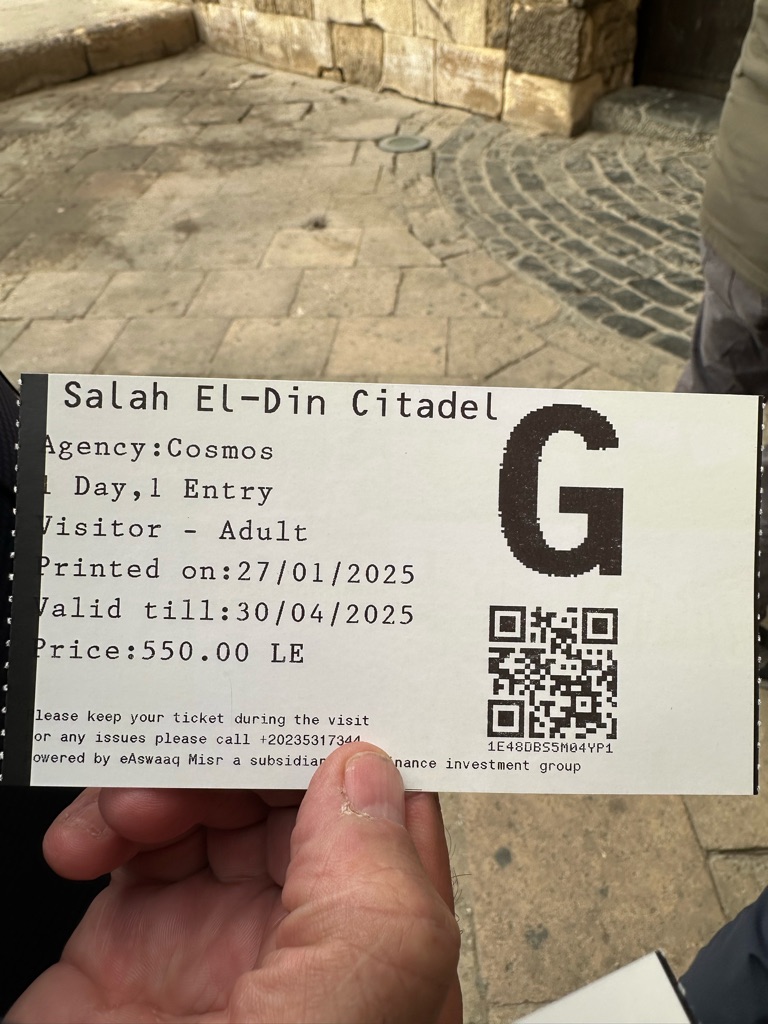 Salah El-Din Citadel
G
Agency:Cosmos
1 Day,1 Entry
Visitor - Adult
Printed on:27/01/2025
Valid till:30/04/2025
Price:550.00 LE
lease keep your ticket during the visit
or any issues please call +20235317344
1E48DBS5M04YP1
owered by eAswaaq Misr a subsidiar nance investment group